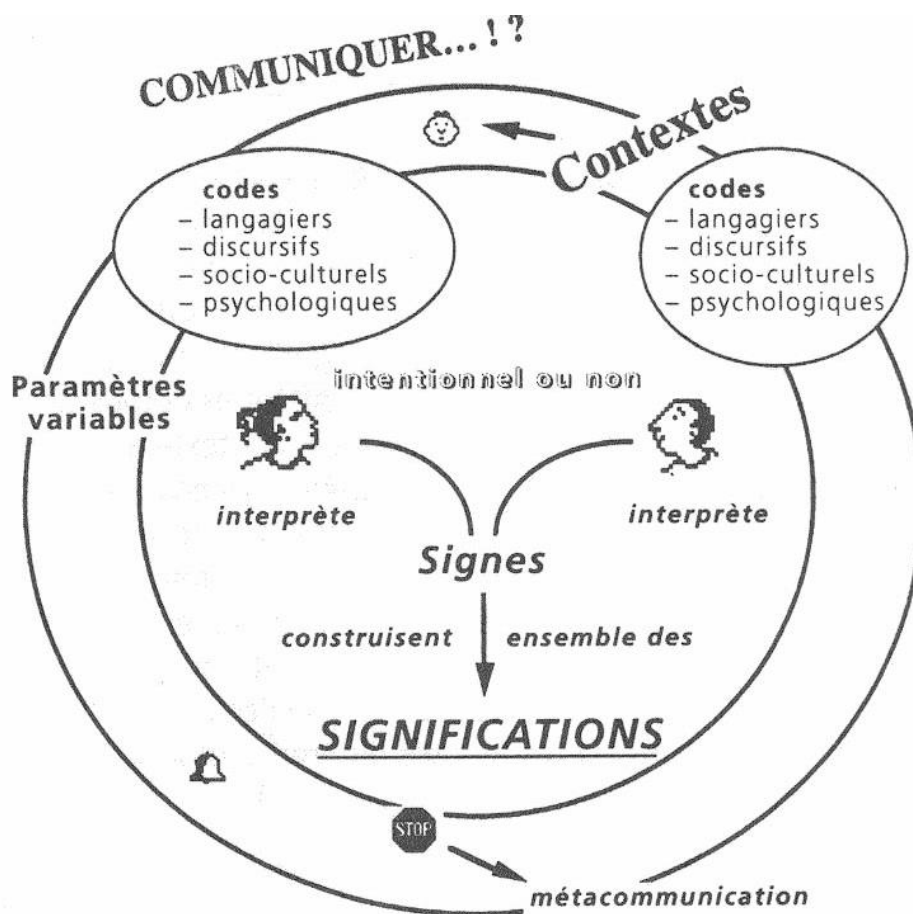 COMMUNIQUER...!?
Contextes
codes
– langagiers
– discursifs
– socio-culturels
– psychologiques
codes
– langagiers
– discursifs
– socio-culturels
– psychologiques
Paramètres
variables
intentionnel ou non
interprète
interprète
Signes
construisent
ensemble des
SIGNIFICATIONS
STOP
métacommunication